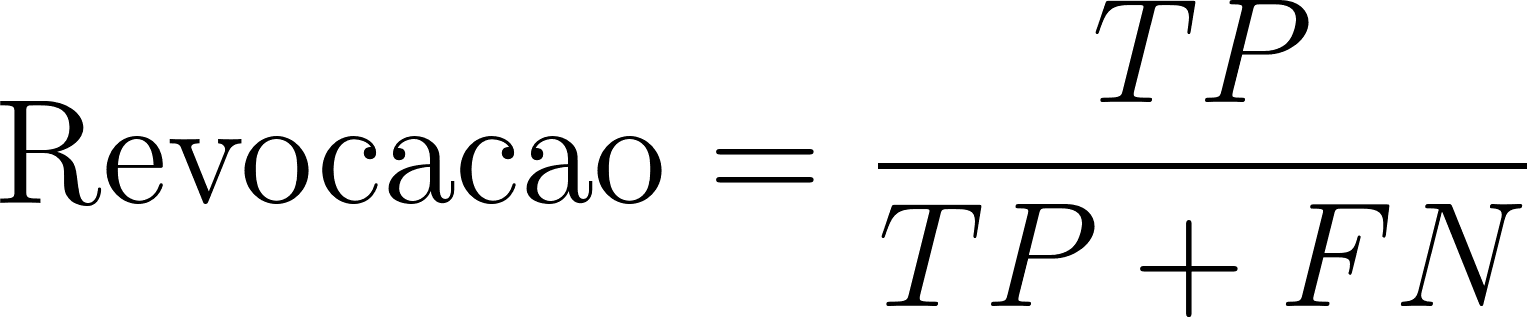 Revocacao = TP
TP + FN